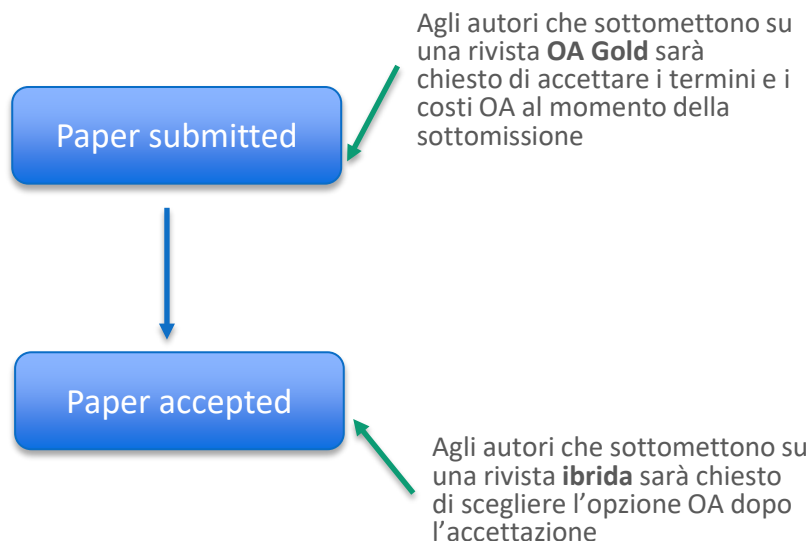 Agli autori che sottomettono su
una rivista OA Gold sarà
chiesto di accettare i termini e i
costi OA al momento della
sottomissione
Paper submitted
Paper accepted
Agli autori che sottomettono su
una rivista ibrida sarà chiesto
di scegliere l’opzione OA dopo
l’accettazione